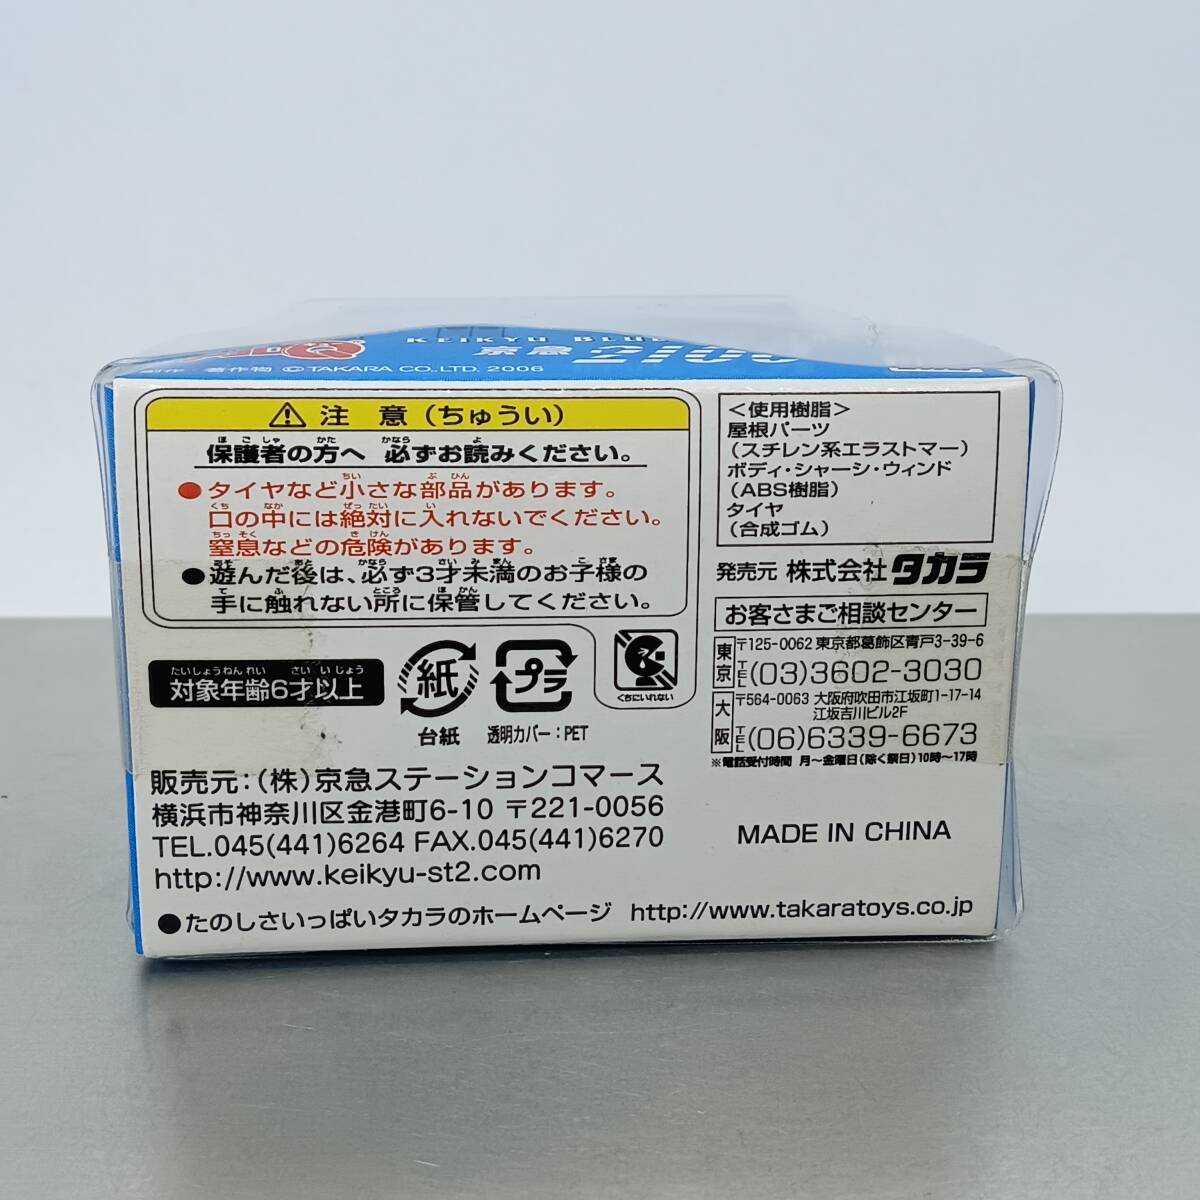 KEIKYU BLUE
京急 2100
著作物 ©TAKARA CO.,LTD. 2006
⚠ 注 意（ちゅうい）
保護者の方へ 必ずお読みください。
●タイヤなど小さな部品があります。
口の中には絶対に入れないでください。
窒息などの危険があります。
●遊んだ後は、必ず3才未満のお子様の
手に触れない所に保管してください。
たいしょうねんれい さい いじょう
対象年齢6才以上
紙
台紙
プラ
透明カバー：PET
くちにいれない
＜使用樹脂＞
屋根パーツ
（スチレン系エラストマー）
ボディ・シャーシ・ウィンド
（ABS樹脂）
タイヤ
（合成ゴム）
発売元 株式会社 タカラ
お客さまご相談センター
東京 〒125-0062 東京都葛飾区青戸3-39-6
TEL(03)3602-3030
大阪 〒564-0063 大阪府吹田市江坂町1-17-14
江坂吉川ビル2F
TEL(06)6339-6673
※電話受付時間 月～金曜日（除く祭日）10時～17時
販売元：（株）京急ステーションコマース
横浜市神奈川区金港町6-10 〒221-0056
TEL.045(441)6264 FAX.045(441)6270
http://www.keikyu-st2.com
MADE IN CHINA
●たのしさいっぱいタカラのホームページ http://www.takaratoys.co.jp